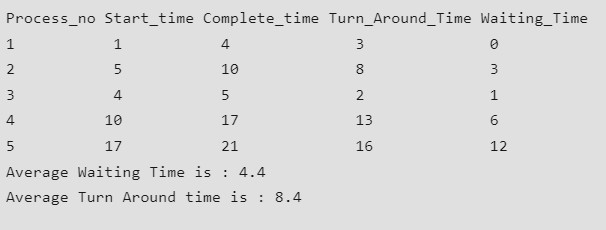 Process_no Start_time Complete_time Turn_Around_Time Waiting_Time
1 1 4 3 0
2 5 10 8 3
3 4 5 2 1
4 10 17 13 6
5 17 21 16 12
Average Waiting Time is : 4.4
Average Turn Around time is : 8.4